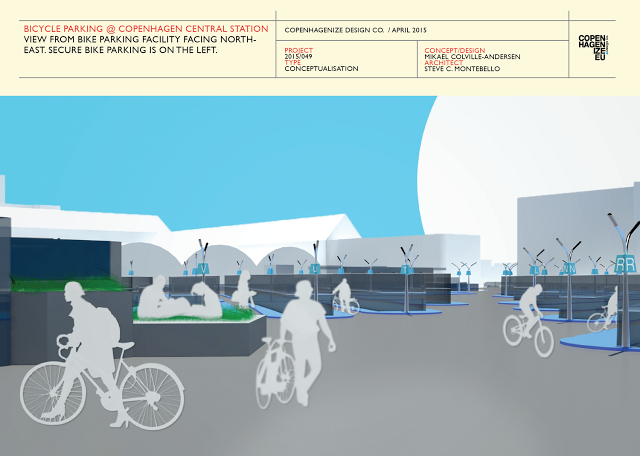 BICYCLE PARKING @ COPENHAGEN CENTRAL STATION
VIEW FROM BIKE PARKING FACILITY FACING NORTH-
EAST. SECURE BIKE PARKING IS ON THE LEFT.
COPENHAGENIZE DESIGN CO. / APRIL 2015
PROJECT
2015/049
TYPE
CONCEPTUALISATION
CONCEPT/DESIGN
MIKAEL COLVILLE-ANDERSEN
ARCHITECT
STEVE C. MONTEBELLO
COPEN
HAGEN
IZE
EU
V
L
RR